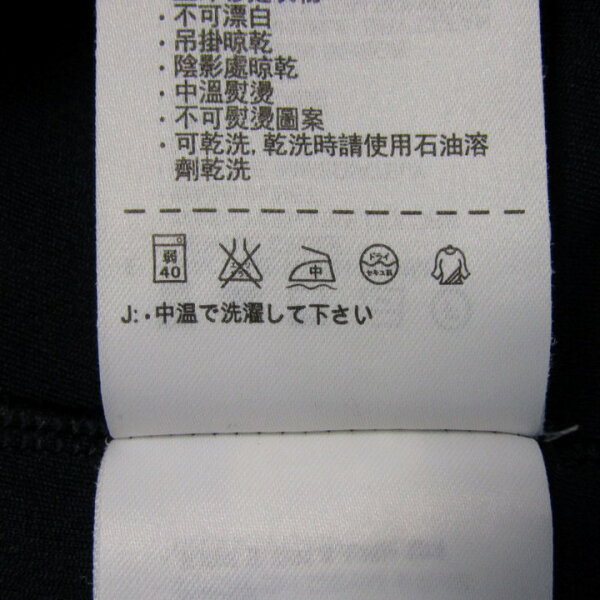 · 不可漂白
· 吊掛晾乾
· 陰影處晾乾
· 中溫熨燙
· 不可熨燙圖案
· 可乾洗, 乾洗時請使用石油溶
劑乾洗
弱 40 中 ドライ セキユ系
J: · 中温で洗濯して下さい